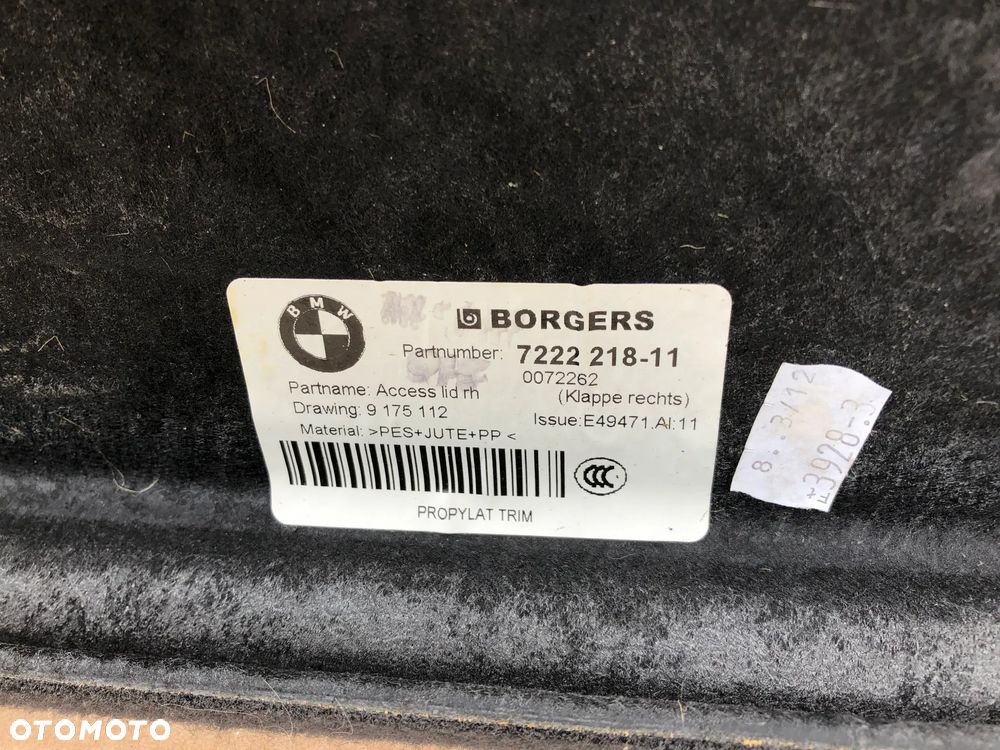 BMW
BORGERS
Partnumber: 7222 218-11
0072262
Partname: Access lid rh (Klappe rechts)
Drawing: 9 175 112 Issue:E49471.AI:11
Material: >PES+JUTE+PP<
CCC
PROPYLAT TRIM
8..3/12
3928-3
OTOMOTO